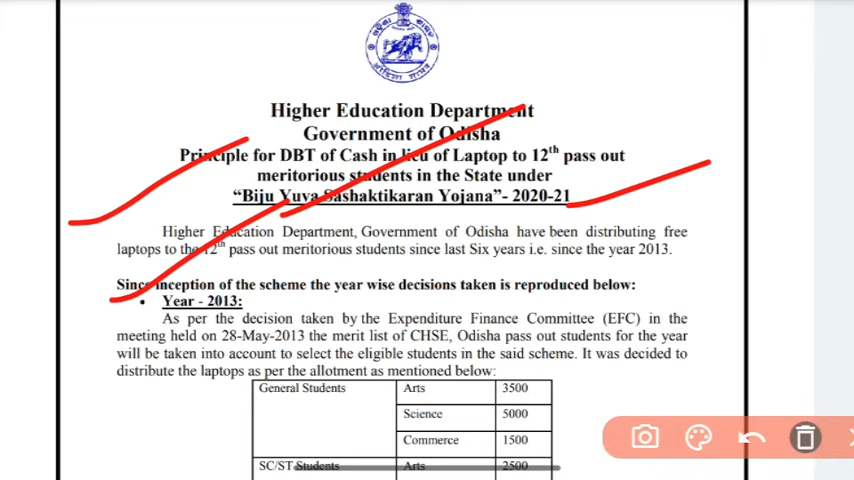 Higher Education Department
Government of Odisha
Principle for DBT of Cash in lieu of Laptop to 12th pass out
meritorious students in the State under
“Biju Yuva Sashaktikaran Yojana”- 2020-21
Higher Education Department, Government of Odisha have been distributing free
laptops to the 12th pass out meritorious students since last Six years i.e. since the year 2013.
Since inception of the scheme the year wise decisions taken is reproduced below:
• Year - 2013:
As per the decision taken by the Expenditure Finance Committee (EFC) in the
meeting held on 28-May-2013 the merit list of CHSE, Odisha pass out students for the year
will be taken into account to select the eligible students in the said scheme. It was decided to
distribute the laptops as per the allotment as mentioned below:
General Students Arts 3500
Science 5000
Commerce 1500
SC/ST Students Arts 2500